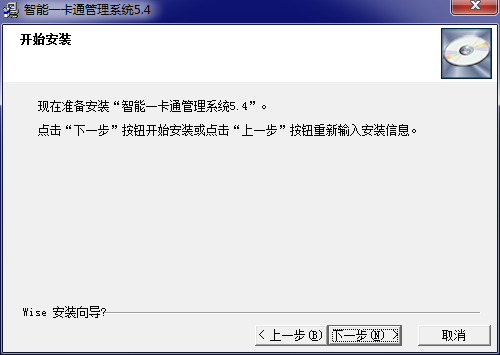 智能一卡通管理系统5.4
开始安装
现在准备安装“智能一卡通管理系统5.4”。
点击“下一步”按钮开始安装或点击“上一步”按钮重新输入安装信息。
Wise 安装向导?
< 上一步(B) 下一步(N) > 取消